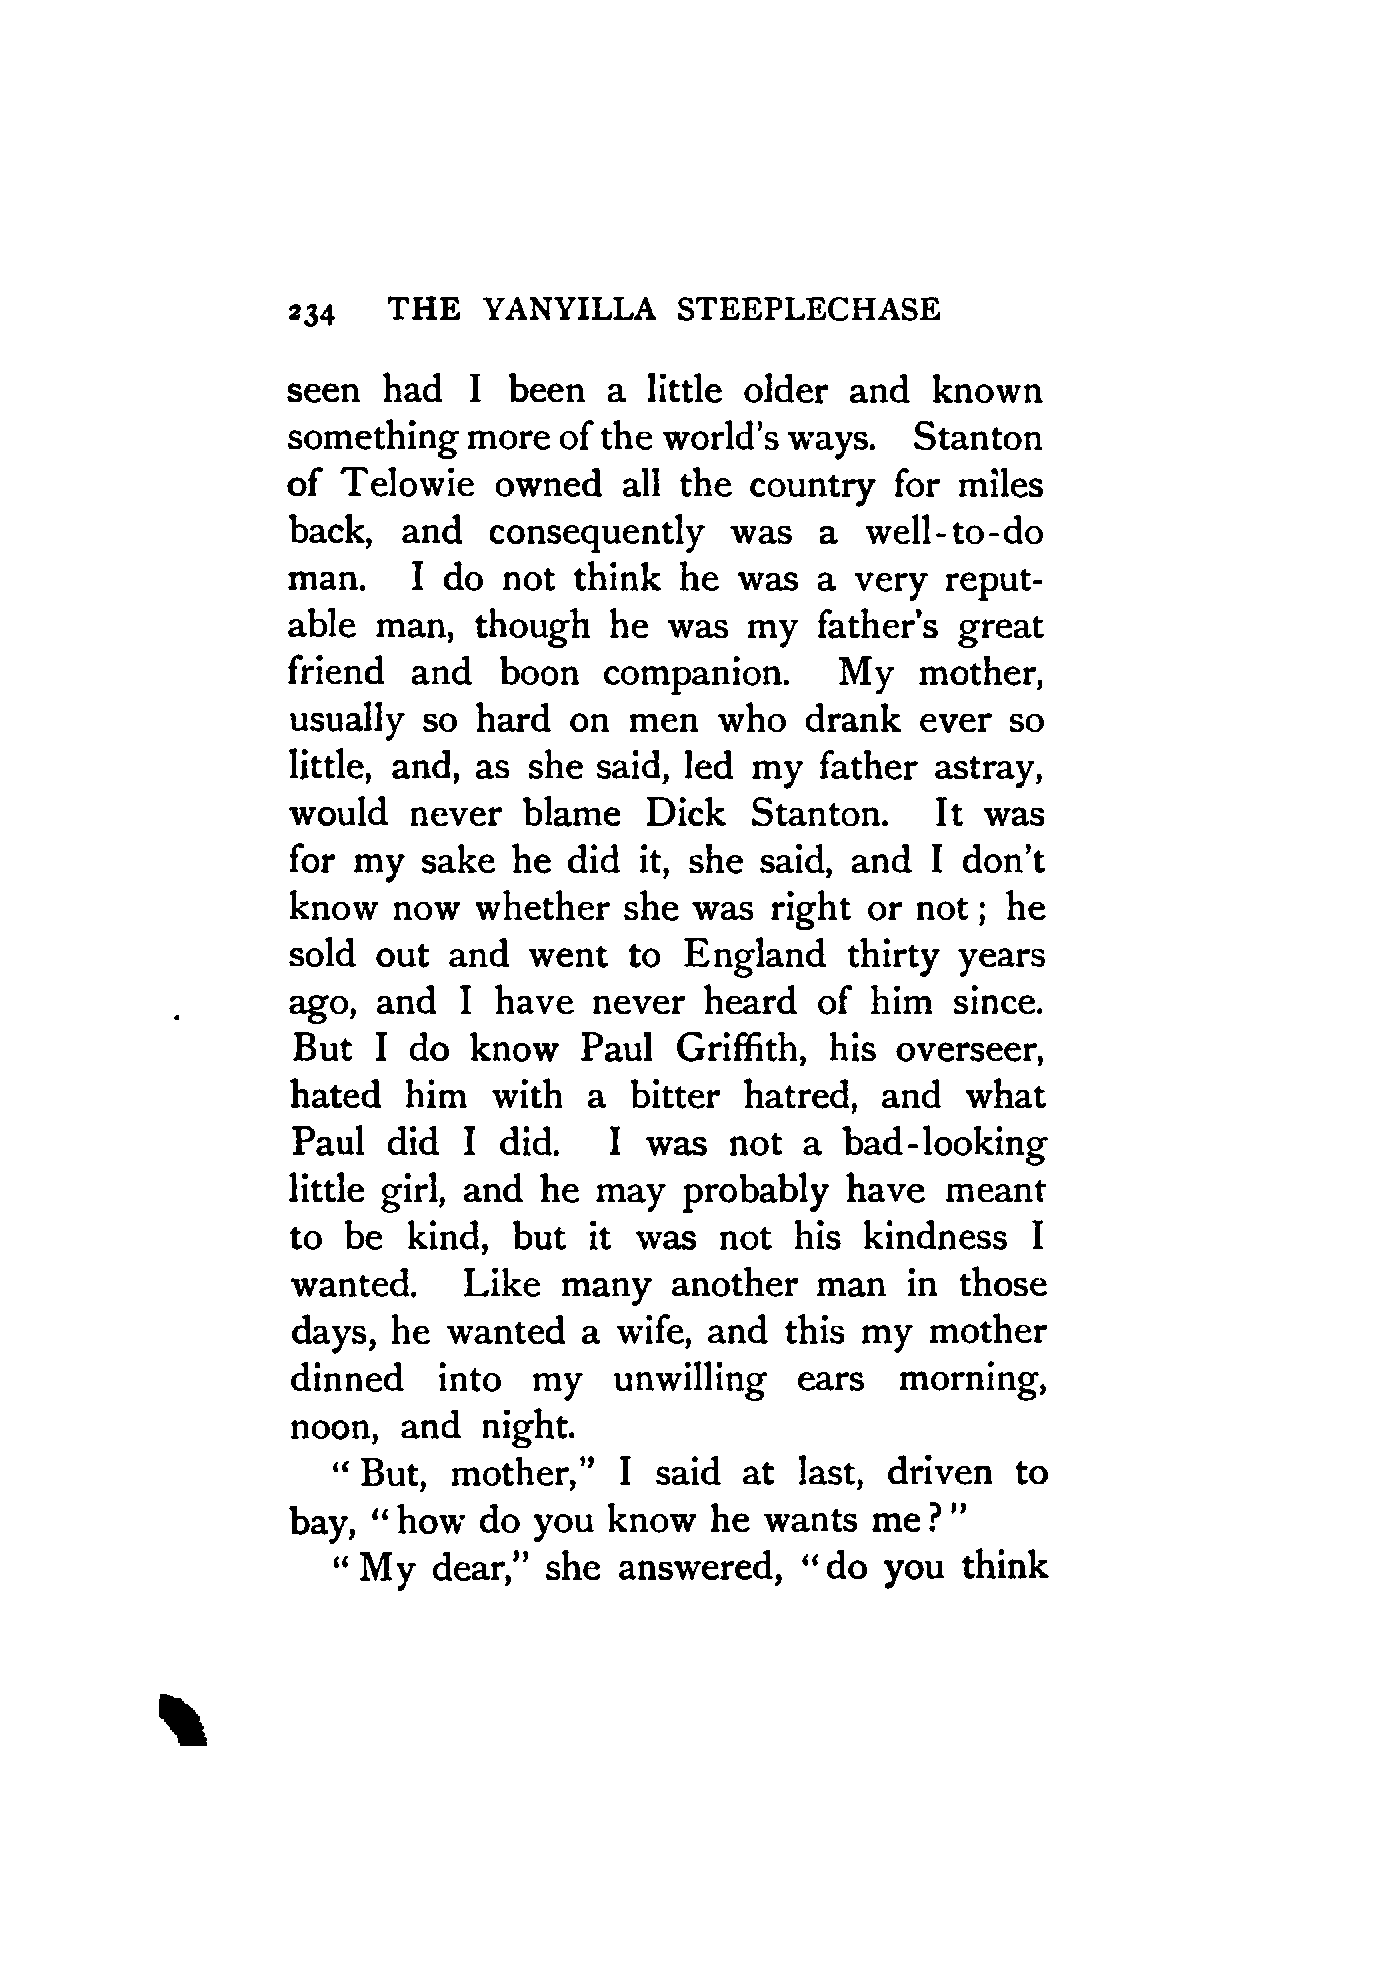 234 THE YANYILLA STEEPLECHASE
seen had I been a little older and known
something more of the world's ways. Stanton
of Telowie owned all the country for miles
back, and consequently was a well-to-do
man. I do not think he was a very reput-
able man, though he was my father's great
friend and boon companion. My mother,
usually so hard on men who drank ever so
little, and, as she said, led my father astray,
would never blame Dick Stanton. It was
for my sake he did it, she said, and I don't
know now whether she was right or not; he
sold out and went to England thirty years
ago, and I have never heard of him since.
But I do know Paul Griffith, his overseer,
hated him with a bitter hatred, and what
Paul did I did. I was not a bad-looking
little girl, and he may probably have meant
to be kind, but it was not his kindness I
wanted. Like many another man in those
days, he wanted a wife, and this my mother
dinned into my unwilling ears morning,
noon, and night.
"But, mother," I said at last, driven to
bay, "how do you know he wants me?"
"My dear," she answered, "do you think